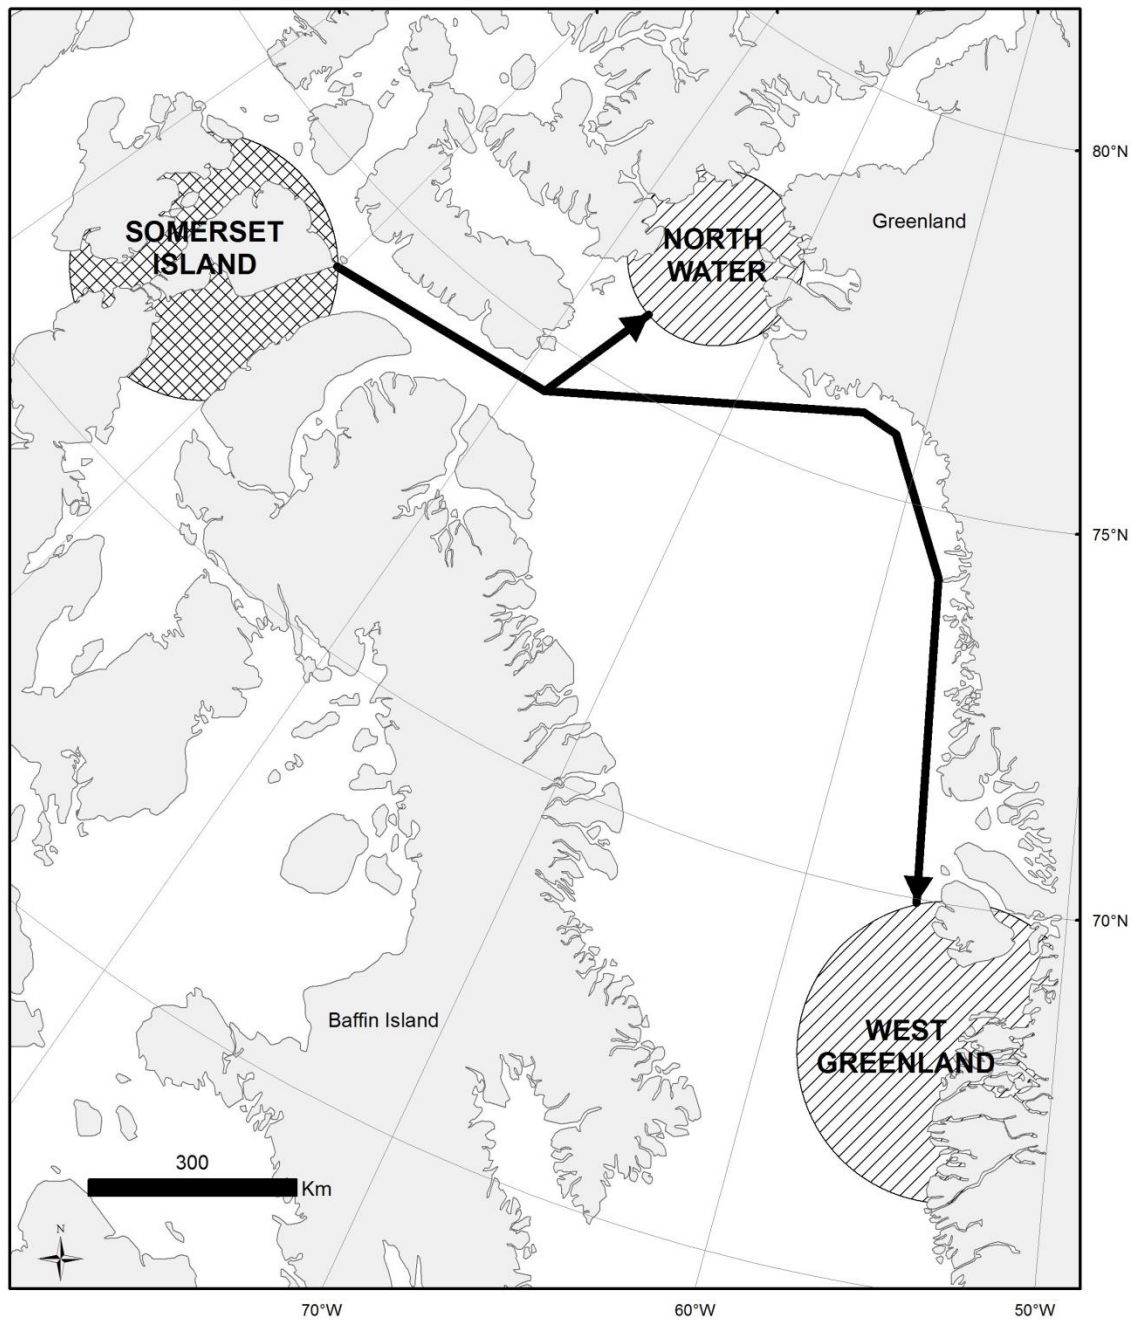 80°N
Greenland
SOMERSET
ISLAND
NORTH
WATER
75°N
70°N
Baffin Island
WEST
GREENLAND
300
Km
N
70°W
60°W
50°W